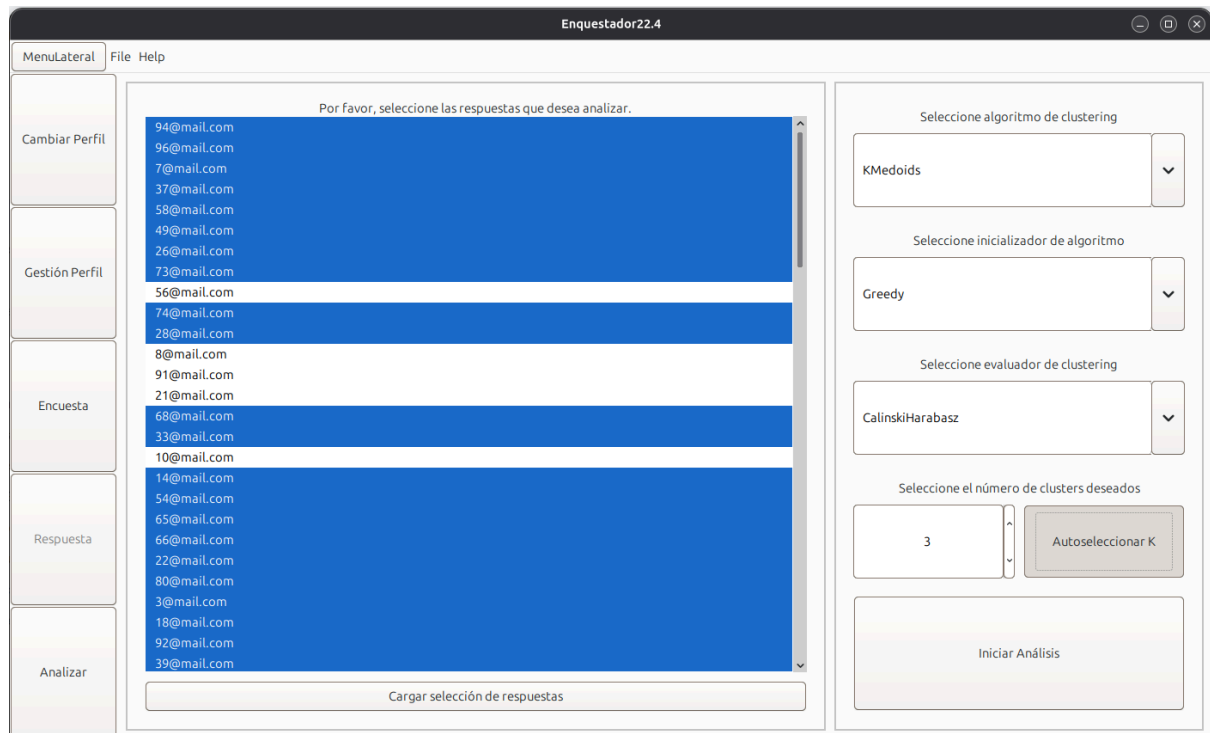 Enquestador22.4
MenuLateral File Help
Cambiar Perfil
Gestión Perfil
Encuesta
Respuesta
Analizar
Por favor, seleccione las respuestas que desea analizar.
94@mail.com
96@mail.com
7@mail.com
37@mail.com
58@mail.com
49@mail.com
26@mail.com
73@mail.com
56@mail.com
74@mail.com
28@mail.com
8@mail.com
91@mail.com
21@mail.com
68@mail.com
33@mail.com
10@mail.com
14@mail.com
54@mail.com
65@mail.com
66@mail.com
22@mail.com
80@mail.com
3@mail.com
18@mail.com
92@mail.com
39@mail.com
Cargar selección de respuestas
Seleccione algoritmo de clustering
KMedoids
Seleccione inicializador de algoritmo
Greedy
Seleccione evaluador de clustering
CalinskiHarabasz
Seleccione el número de clusters deseados
3 Autoseleccionar K
Iniciar Análisis